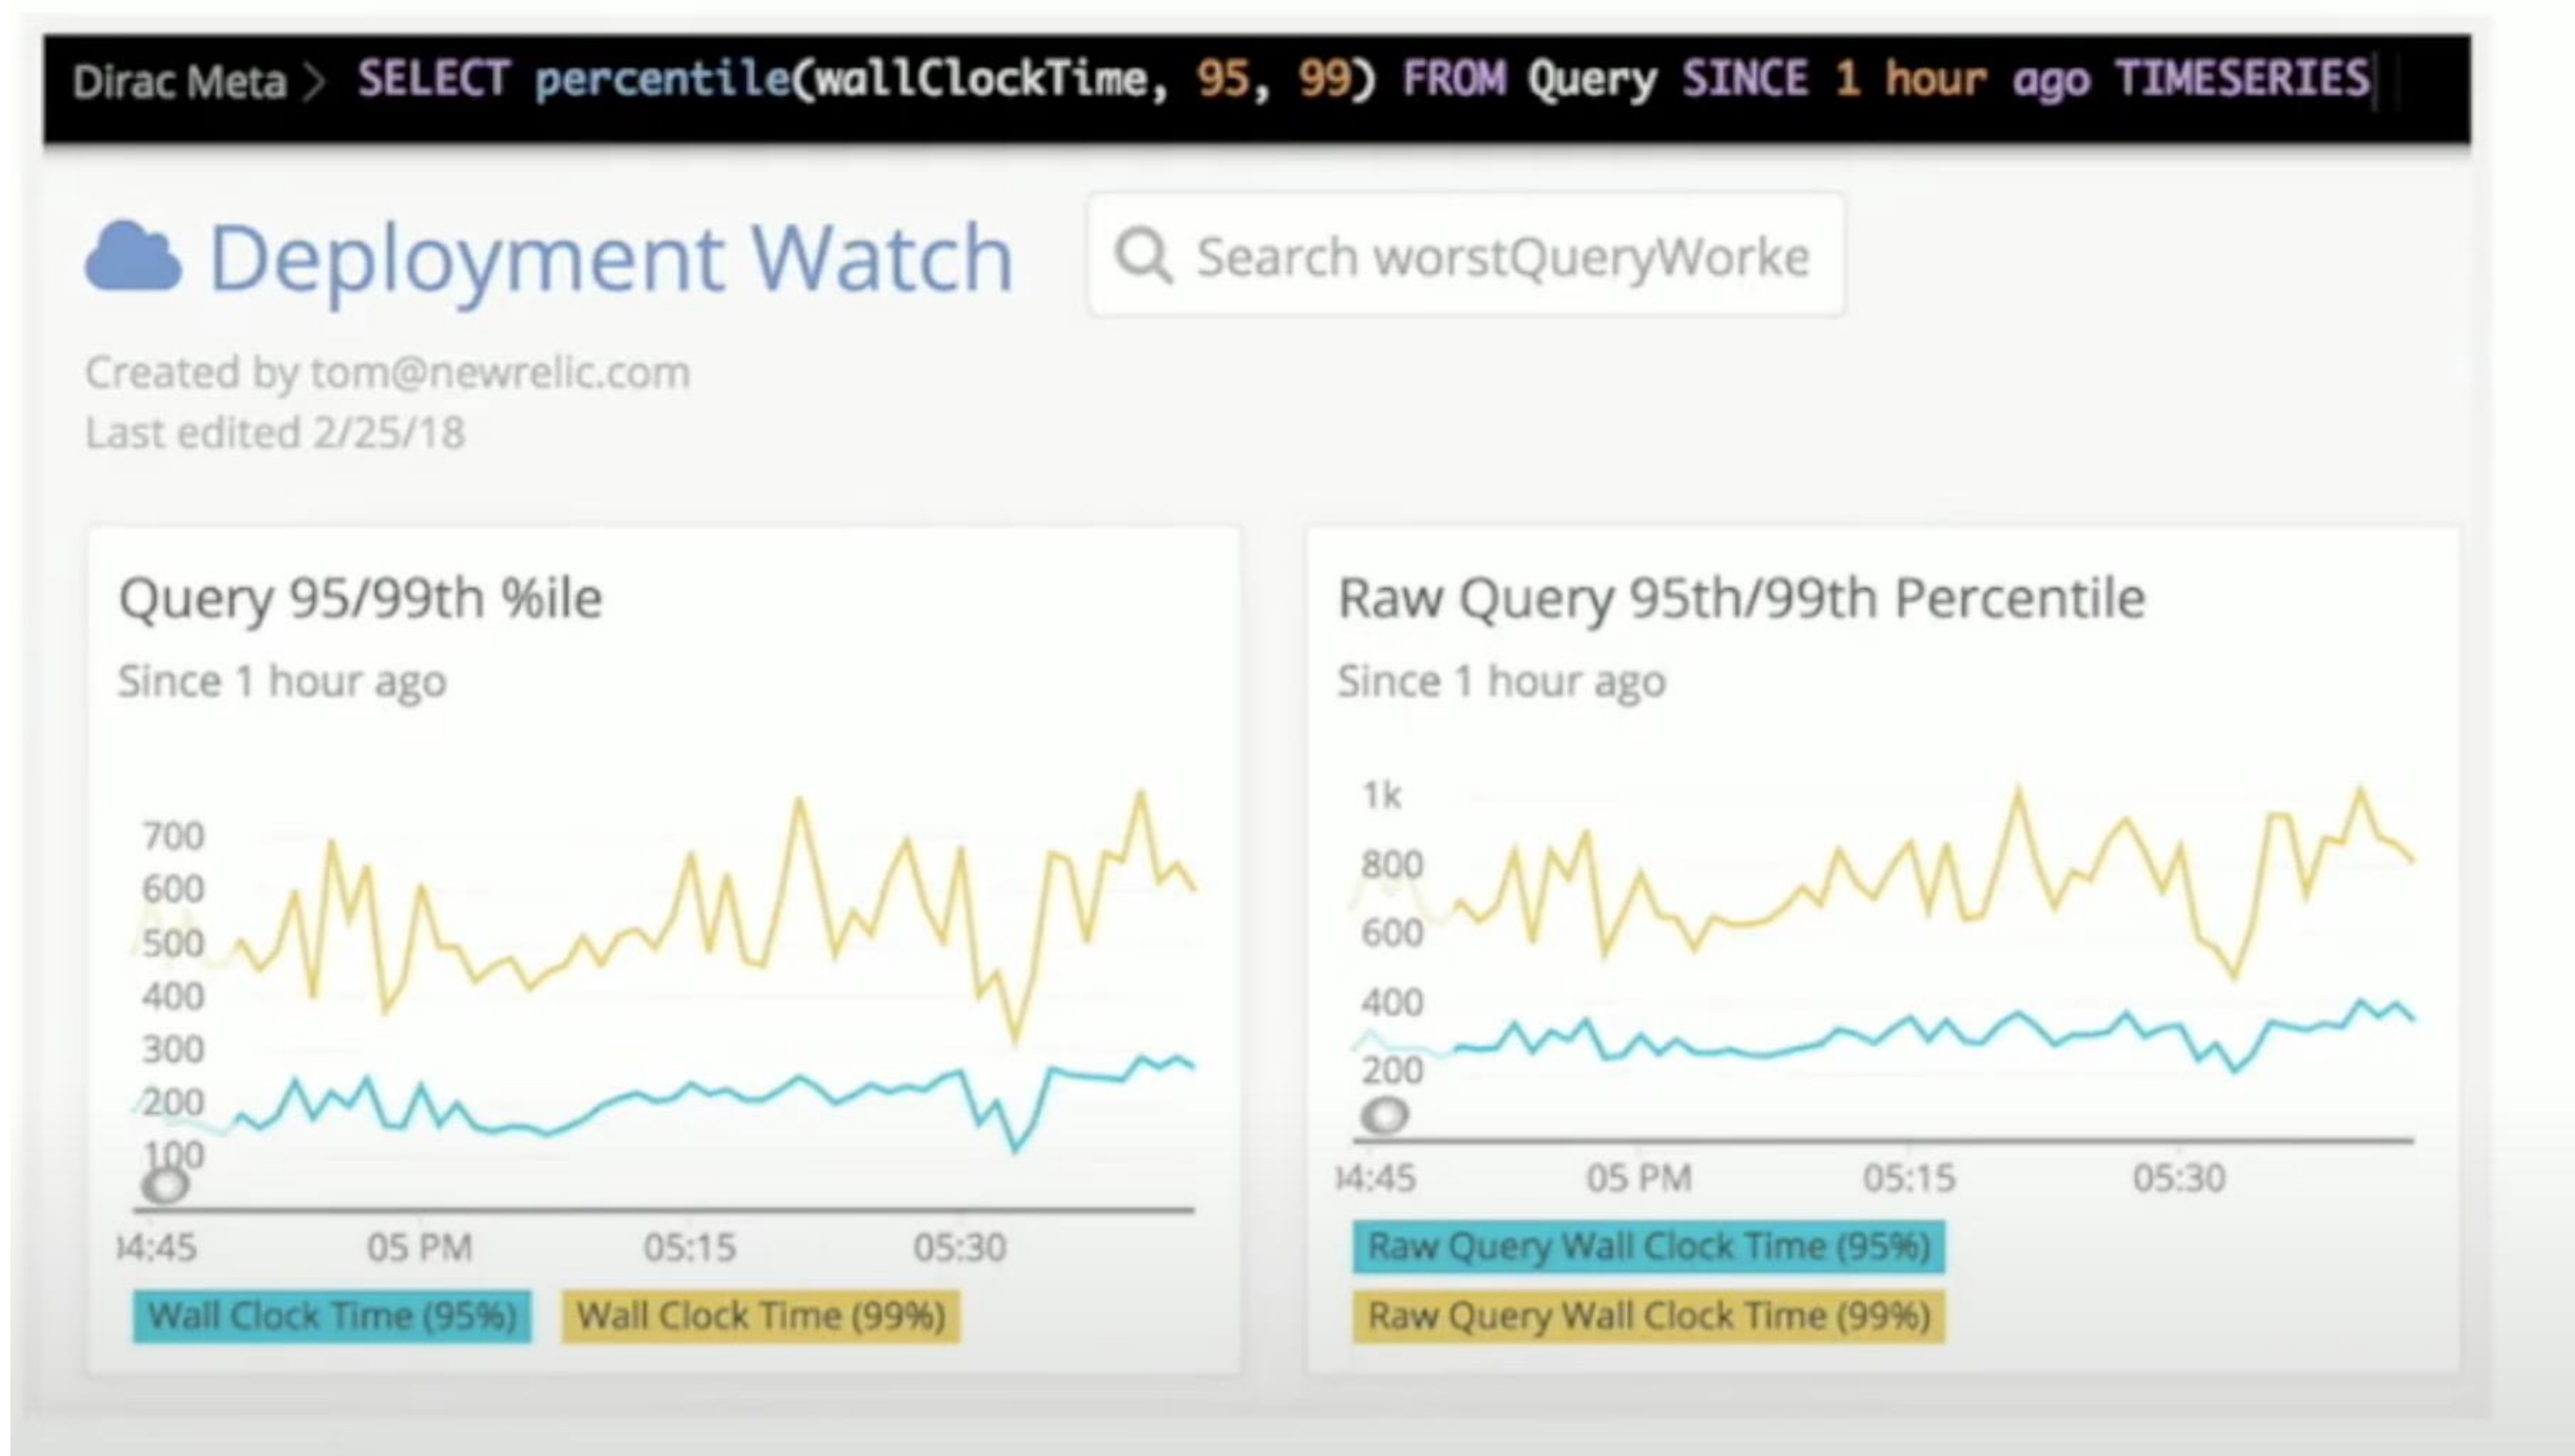 Dirac Meta > SELECT percentile(wallClockTime, 95, 99) FROM Query SINCE 1 hour ago TIMESERIES
Deployment Watch
Search worstQueryWorke
Created by tom@newrelic.com
Last edited 2/25/18
Query 95/99th %ile
Since 1 hour ago
700
600
500
400
300
200
100
04:45 05 PM 05:15 05:30
Wall Clock Time (95%) Wall Clock Time (99%)
Raw Query 95th/99th Percentile
Since 1 hour ago
1k
800
600
400
200
04:45 05 PM 05:15 05:30
Raw Query Wall Clock Time (95%)
Raw Query Wall Clock Time (99%)